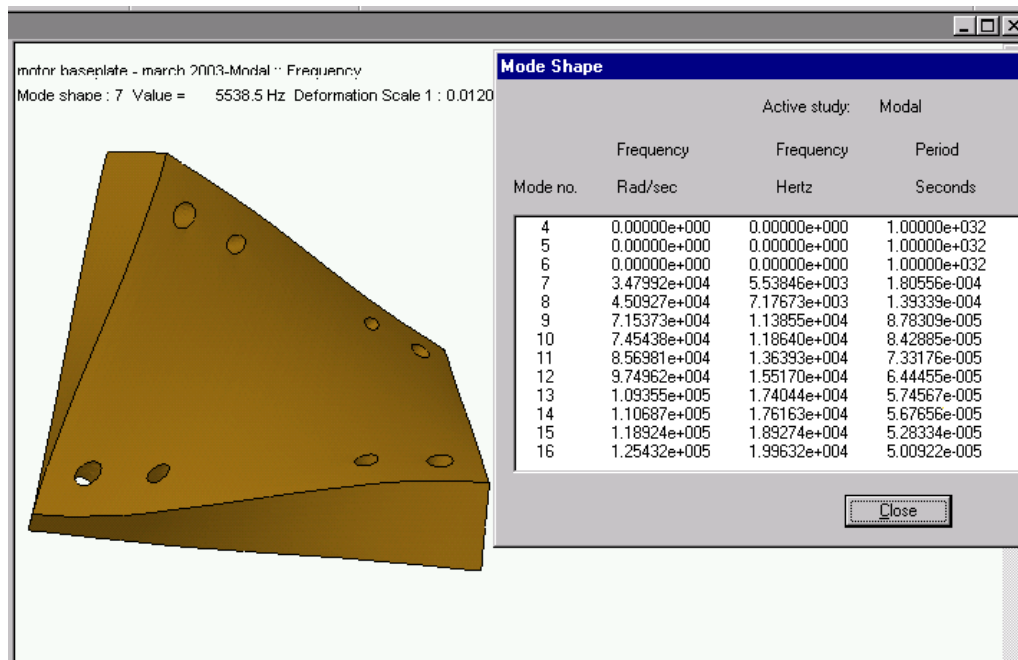 motor baseplate - march 2003-Modal :: Frequency
Mode shape : 7 Value = 5538.5 Hz Deformation Scale 1 : 0.0120
Mode Shape
Active study: Modal
Frequency Frequency Period
Mode no. Rad/sec Hertz Seconds
4 0.00000e+000 0.00000e+000 1.00000e+032
5 0.00000e+000 0.00000e+000 1.00000e+032
6 0.00000e+000 0.00000e+000 1.00000e+032
7 3.47992e+004 5.53846e+003 1.80556e-004
8 4.50927e+004 7.17673e+003 1.39339e-004
9 7.15373e+004 1.13855e+004 8.78309e-005
10 7.45438e+004 1.18640e+004 8.42885e-005
11 8.56981e+004 1.36393e+004 7.33176e-005
12 9.74962e+004 1.55170e+004 6.44455e-005
13 1.09355e+005 1.74044e+004 5.74567e-005
14 1.10687e+005 1.76163e+004 5.67656e-005
15 1.18924e+005 1.89274e+004 5.28334e-005
16 1.25432e+005 1.99632e+004 5.00922e-005
Close